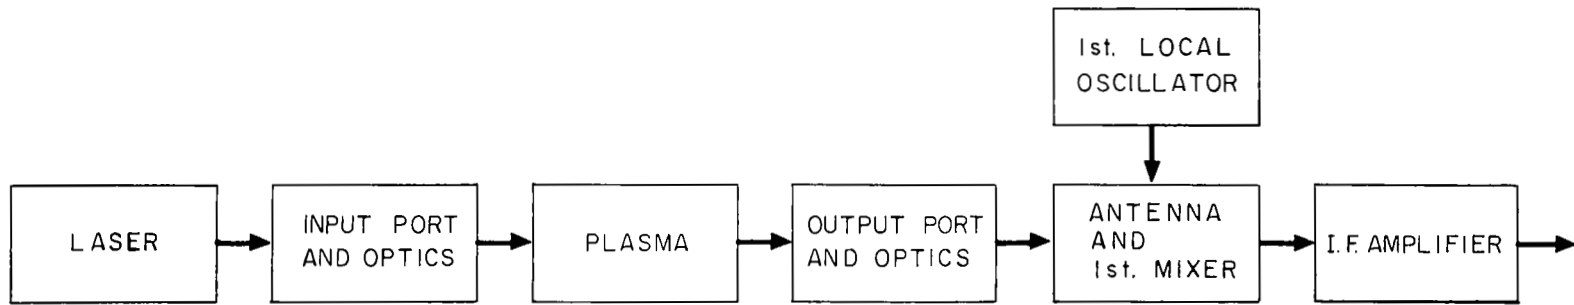 1st. LOCAL
OSCILLATOR
LASER
INPUT PORT
AND OPTICS
PLASMA
OUTPUT PORT
AND OPTICS
ANTENNA
AND
1st. MIXER
I.F. AMPLIFIER